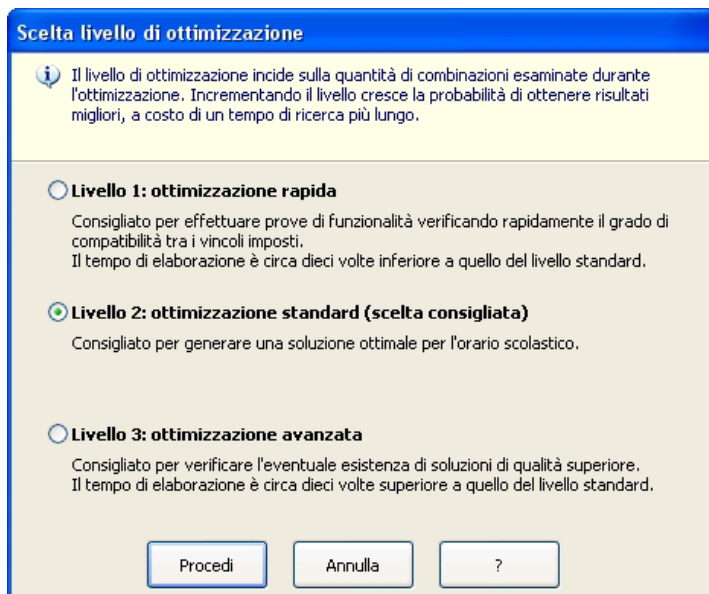 Scelta livello di ottimizzazione
Il livello di ottimizzazione incide sulla quantità di combinazioni esaminate durante
l'ottimizzazione. Incrementando il livello cresce la probabilità di ottenere risultati
migliori, a costo di un tempo di ricerca più lungo.
Livello 1: ottimizzazione rapida
Consigliato per effettuare prove di funzionalità verificando rapidamente il grado di
compatibilità tra i vincoli imposti.
Il tempo di elaborazione è circa dieci volte inferiore a quello del livello standard.
Livello 2: ottimizzazione standard (scelta consigliata)
Consigliato per generare una soluzione ottimale per l'orario scolastico.
Livello 3: ottimizzazione avanzata
Consigliato per verificare l'eventuale esistenza di soluzioni di qualità superiore.
Il tempo di elaborazione è circa dieci volte superiore a quello del livello standard.
Procedi Annulla ?